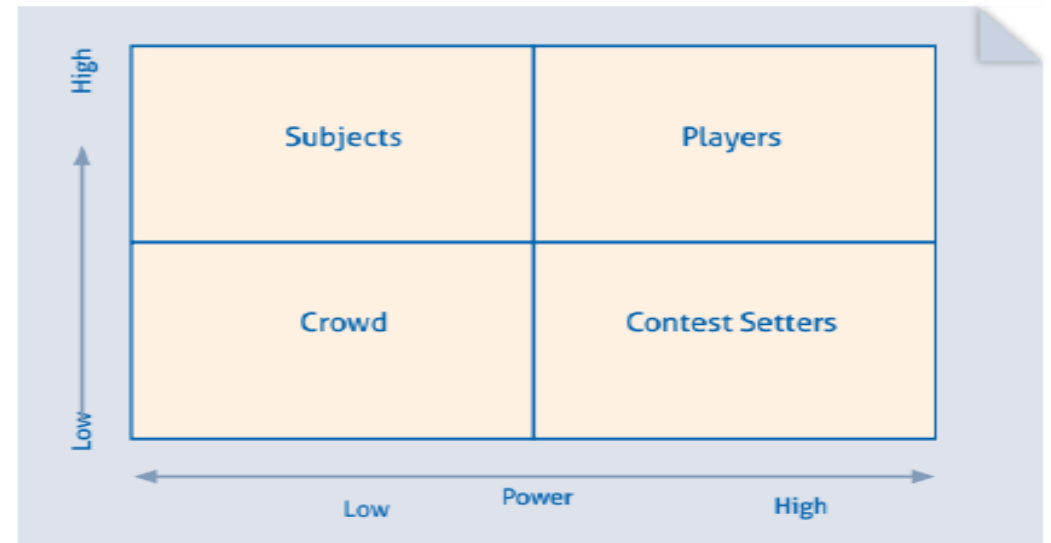 High
Subjects
Players
Crowd
Contest Setters
Low
Power
Low
High